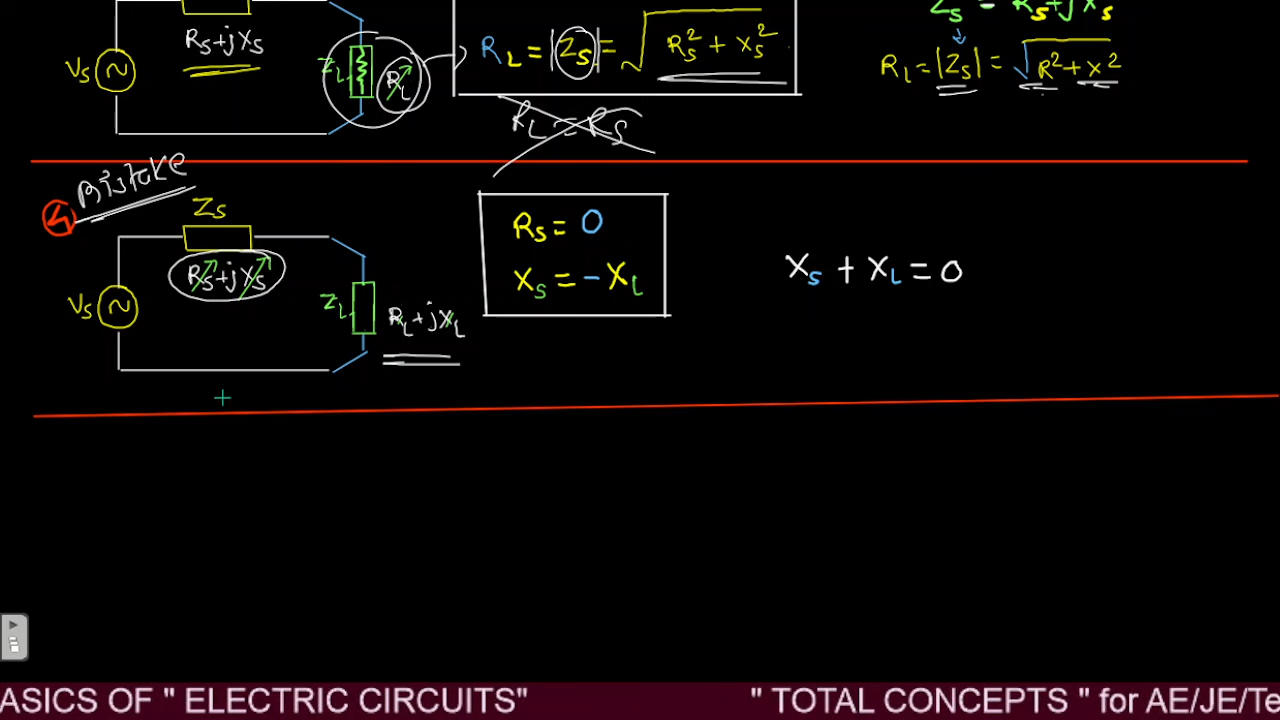 Zs = Rs+jXs
Rs+jXs
Vs
ZL
RL
RL = |Zs| = √Rs²+Xs²
RL = |Zs| = √R²+X²
RL = Rs
Mistake
4
Zs
Rs+jXs
Vs
ZL
RL+jXL
Rs = 0
Xs = -XL
Xs + XL = 0
ASICS OF " ELECTRIC CIRCUITS"
" TOTAL CONCEPTS " for AE/JE/Te